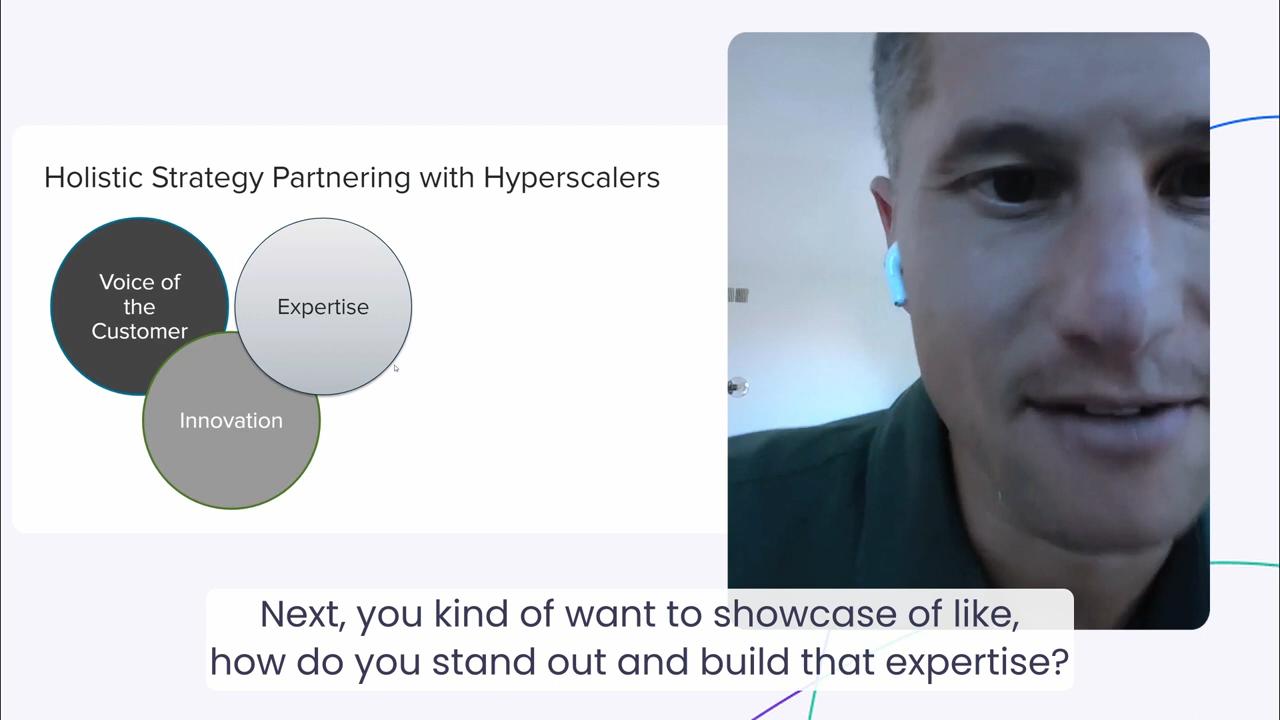 Holistic Strategy Partnering with Hyperscalers
Voice of
the
Customer
Expertise
Innovation
Next, you kind of want to showcase of like,
how do you stand out and build that expertise?